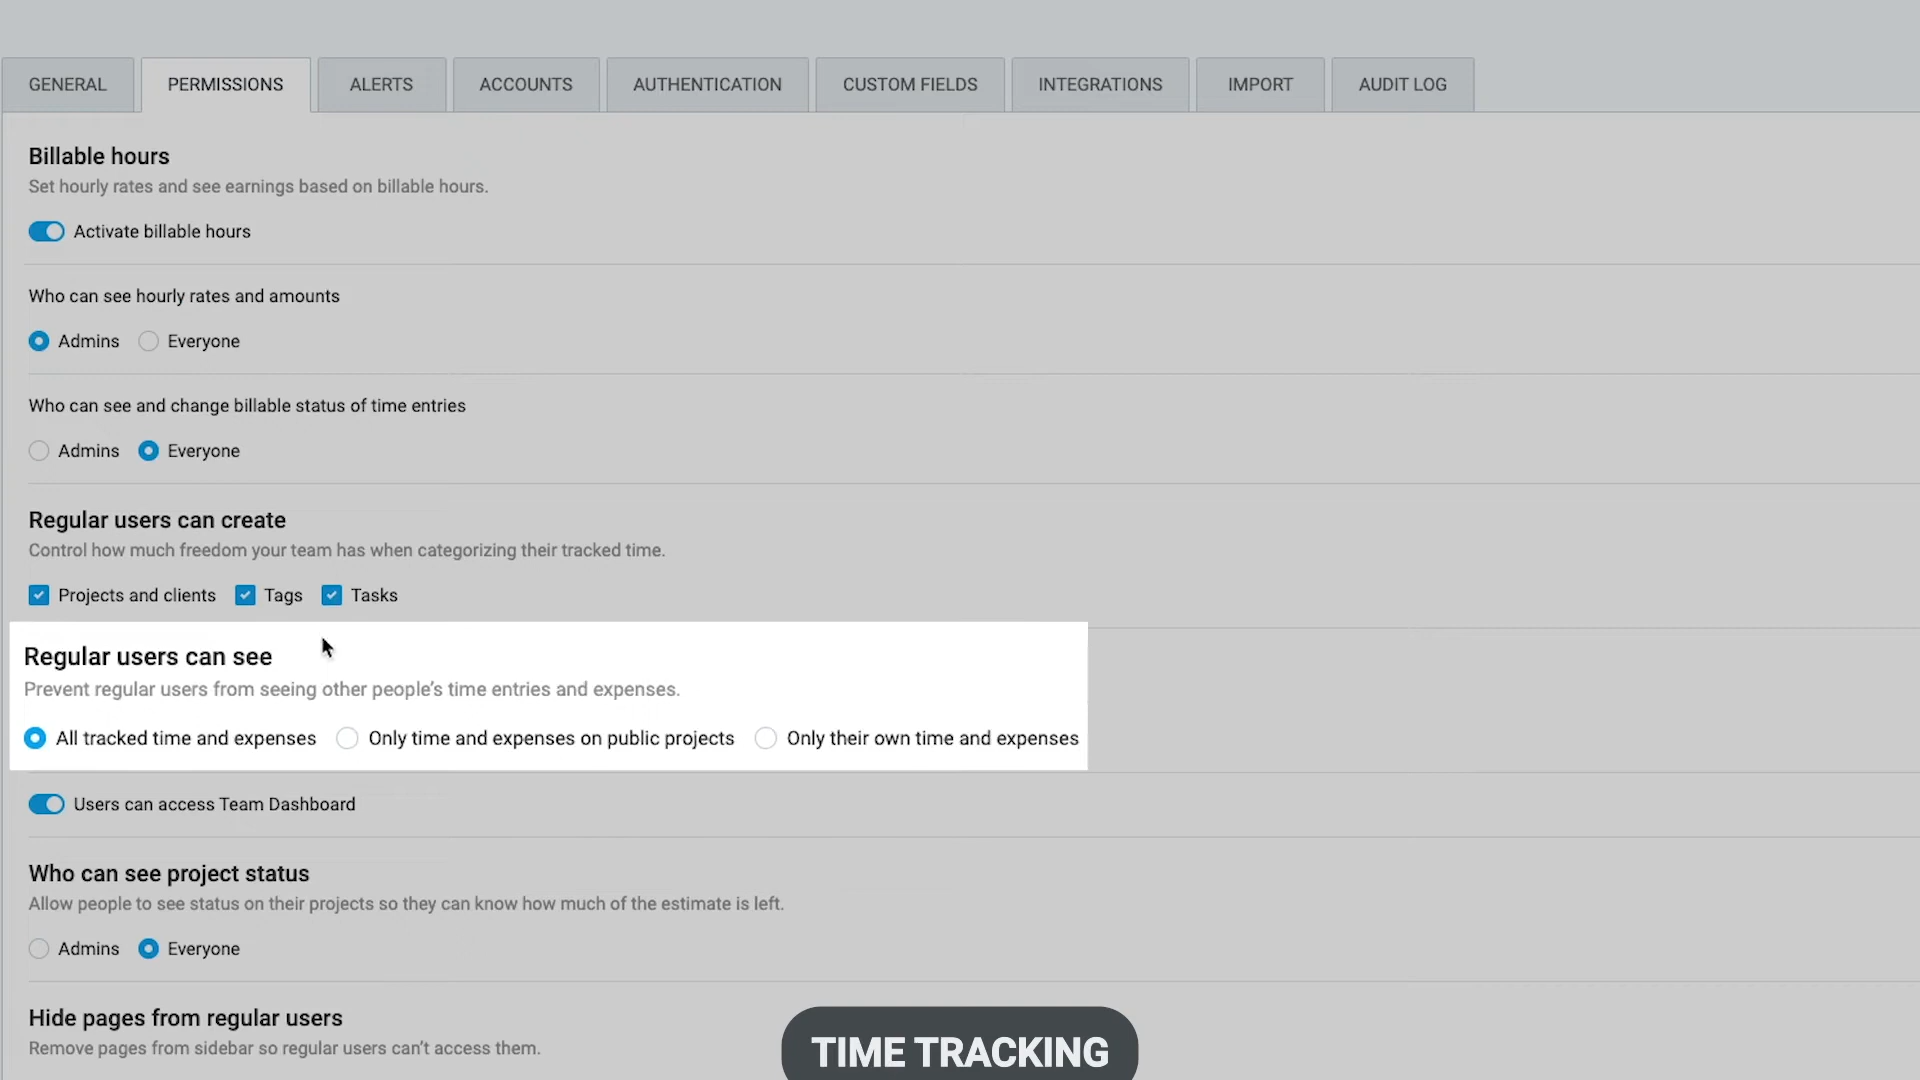 GENERAL PERMISSIONS ALERTS ACCOUNTS AUTHENTICATION CUSTOM FIELDS INTEGRATIONS IMPORT AUDIT LOG
Billable hours
Set hourly rates and see earnings based on billable hours.
Activate billable hours
Who can see hourly rates and amounts
Admins Everyone
Who can see and change billable status of time entries
Admins Everyone
Regular users can create
Control how much freedom your team has when categorizing their tracked time.
Projects and clients Tags Tasks
Regular users can see
Prevent regular users from seeing other people’s time entries and expenses.
All tracked time and expenses Only time and expenses on public projects Only their own time and expenses
Users can access Team Dashboard
Who can see project status
Allow people to see status on their projects so they can know how much of the estimate is left.
Admins Everyone
Hide pages from regular users
Remove pages from sidebar so regular users can’t access them.
TIME TRACKING